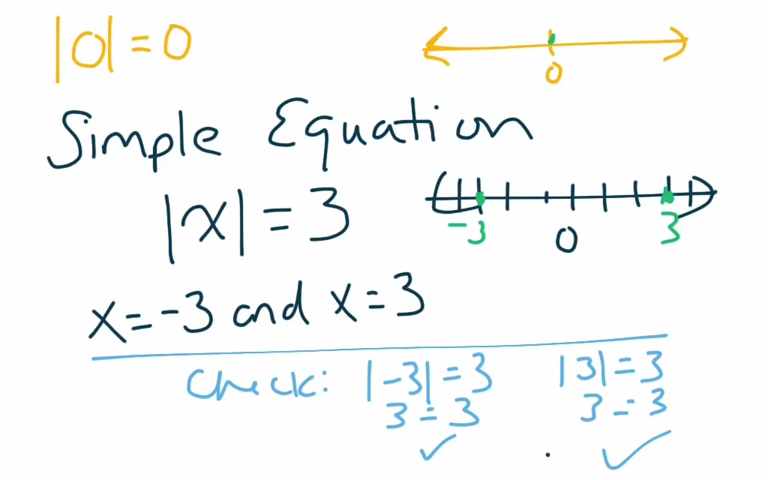 |0| = 0
0
Simple Equation
|x| = 3
-3 0 3
x = -3 and x = 3
Check: |-3| = 3 |3| = 3
3 = 3 3 = 3